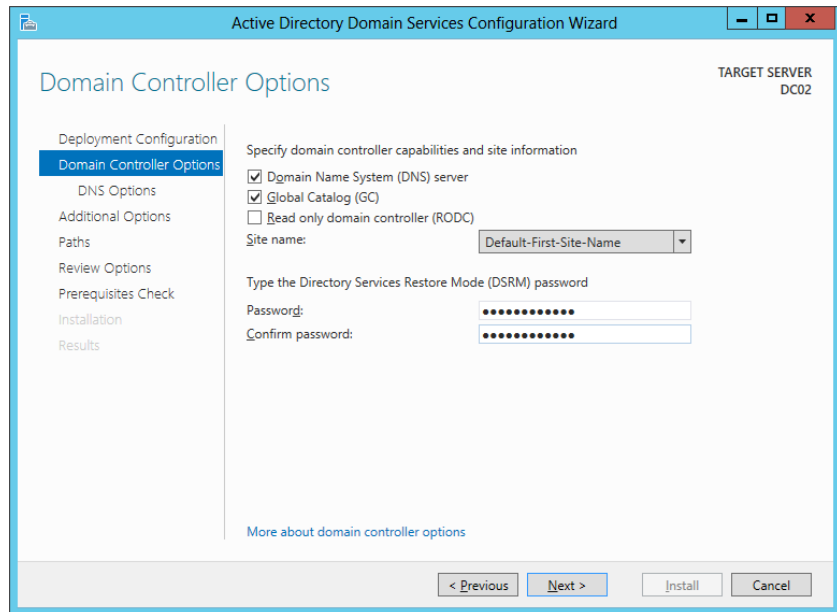 Active Directory Domain Services Configuration Wizard
Domain Controller Options
TARGET SERVER
DC02
Deployment Configuration
Domain Controller Options
DNS Options
Additional Options
Paths
Review Options
Prerequisites Check
Installation
Results
Specify domain controller capabilities and site information
Domain Name System (DNS) server
Global Catalog (GC)
Read only domain controller (RODC)
Site name: Default-First-Site-Name
Type the Directory Services Restore Mode (DSRM) password
Password: ●●●●●●●●●●●●
Confirm password: ●●●●●●●●●●●●
More about domain controller options
< Previous Next > Install Cancel